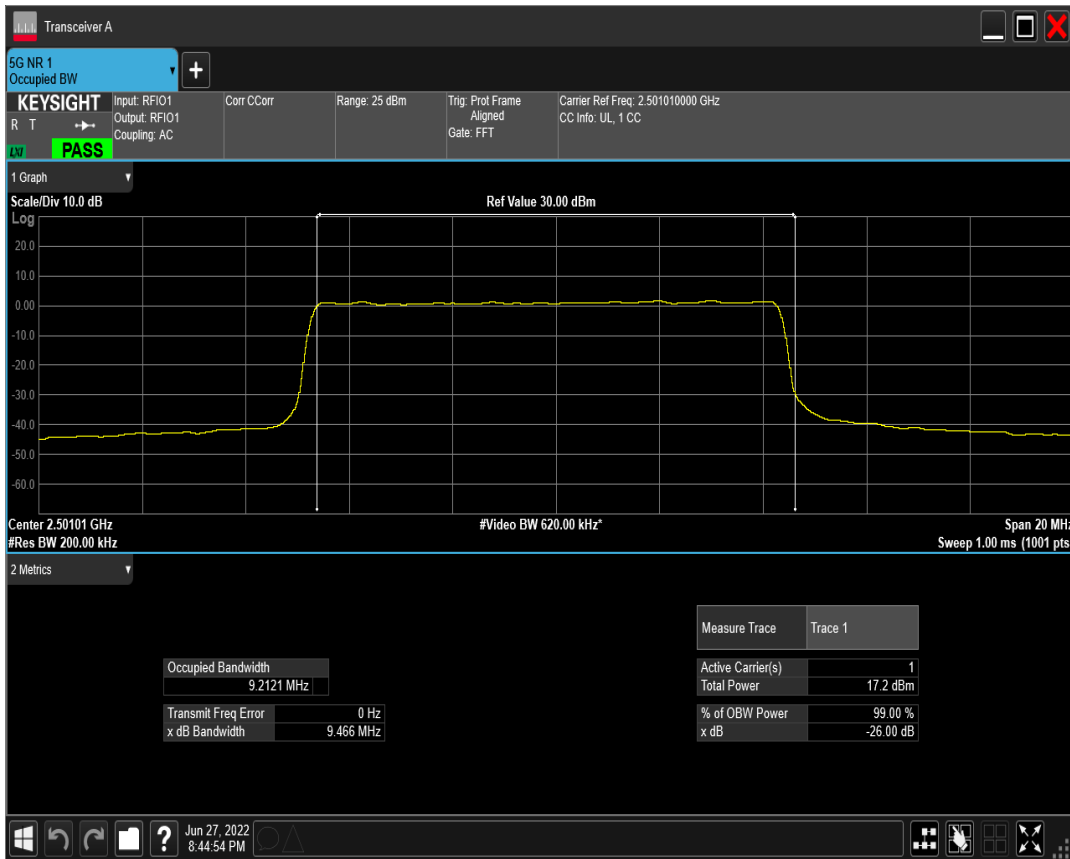 Transceiver A
5G NR 1
Occupied BW
+
KEYSIGHT
R T
LXI
PASS
Input: RFIO1
Output: RFIO1
Coupling: AC
Corr CCorr
Range: 25 dBm
Trig: Prot Frame
Aligned
Gate: FFT
Carrier Ref Freq: 2.501010000 GHz
CC Info: UL, 1 CC
1 Graph
Scale/Div 10.0 dB
Ref Value 30.00 dBm
Log
20.0
10.0
0.00
-10.0
-20.0
-30.0
-40.0
-50.0
-60.0
Center 2.50101 GHz
#Video BW 620.00 kHz*
Span 20 MHz
#Res BW 200.00 kHz
Sweep 1.00 ms (1001 pts
2 Metrics
Measure Trace Trace 1
Occupied Bandwidth
9.2121 MHz
Active Carrier(s) 1
Total Power 17.2 dBm
Transmit Freq Error 0 Hz
x dB Bandwidth 9.466 MHz
% of OBW Power 99.00 %
x dB -26.00 dB
?
Jun 27, 2022
8:44:54 PM